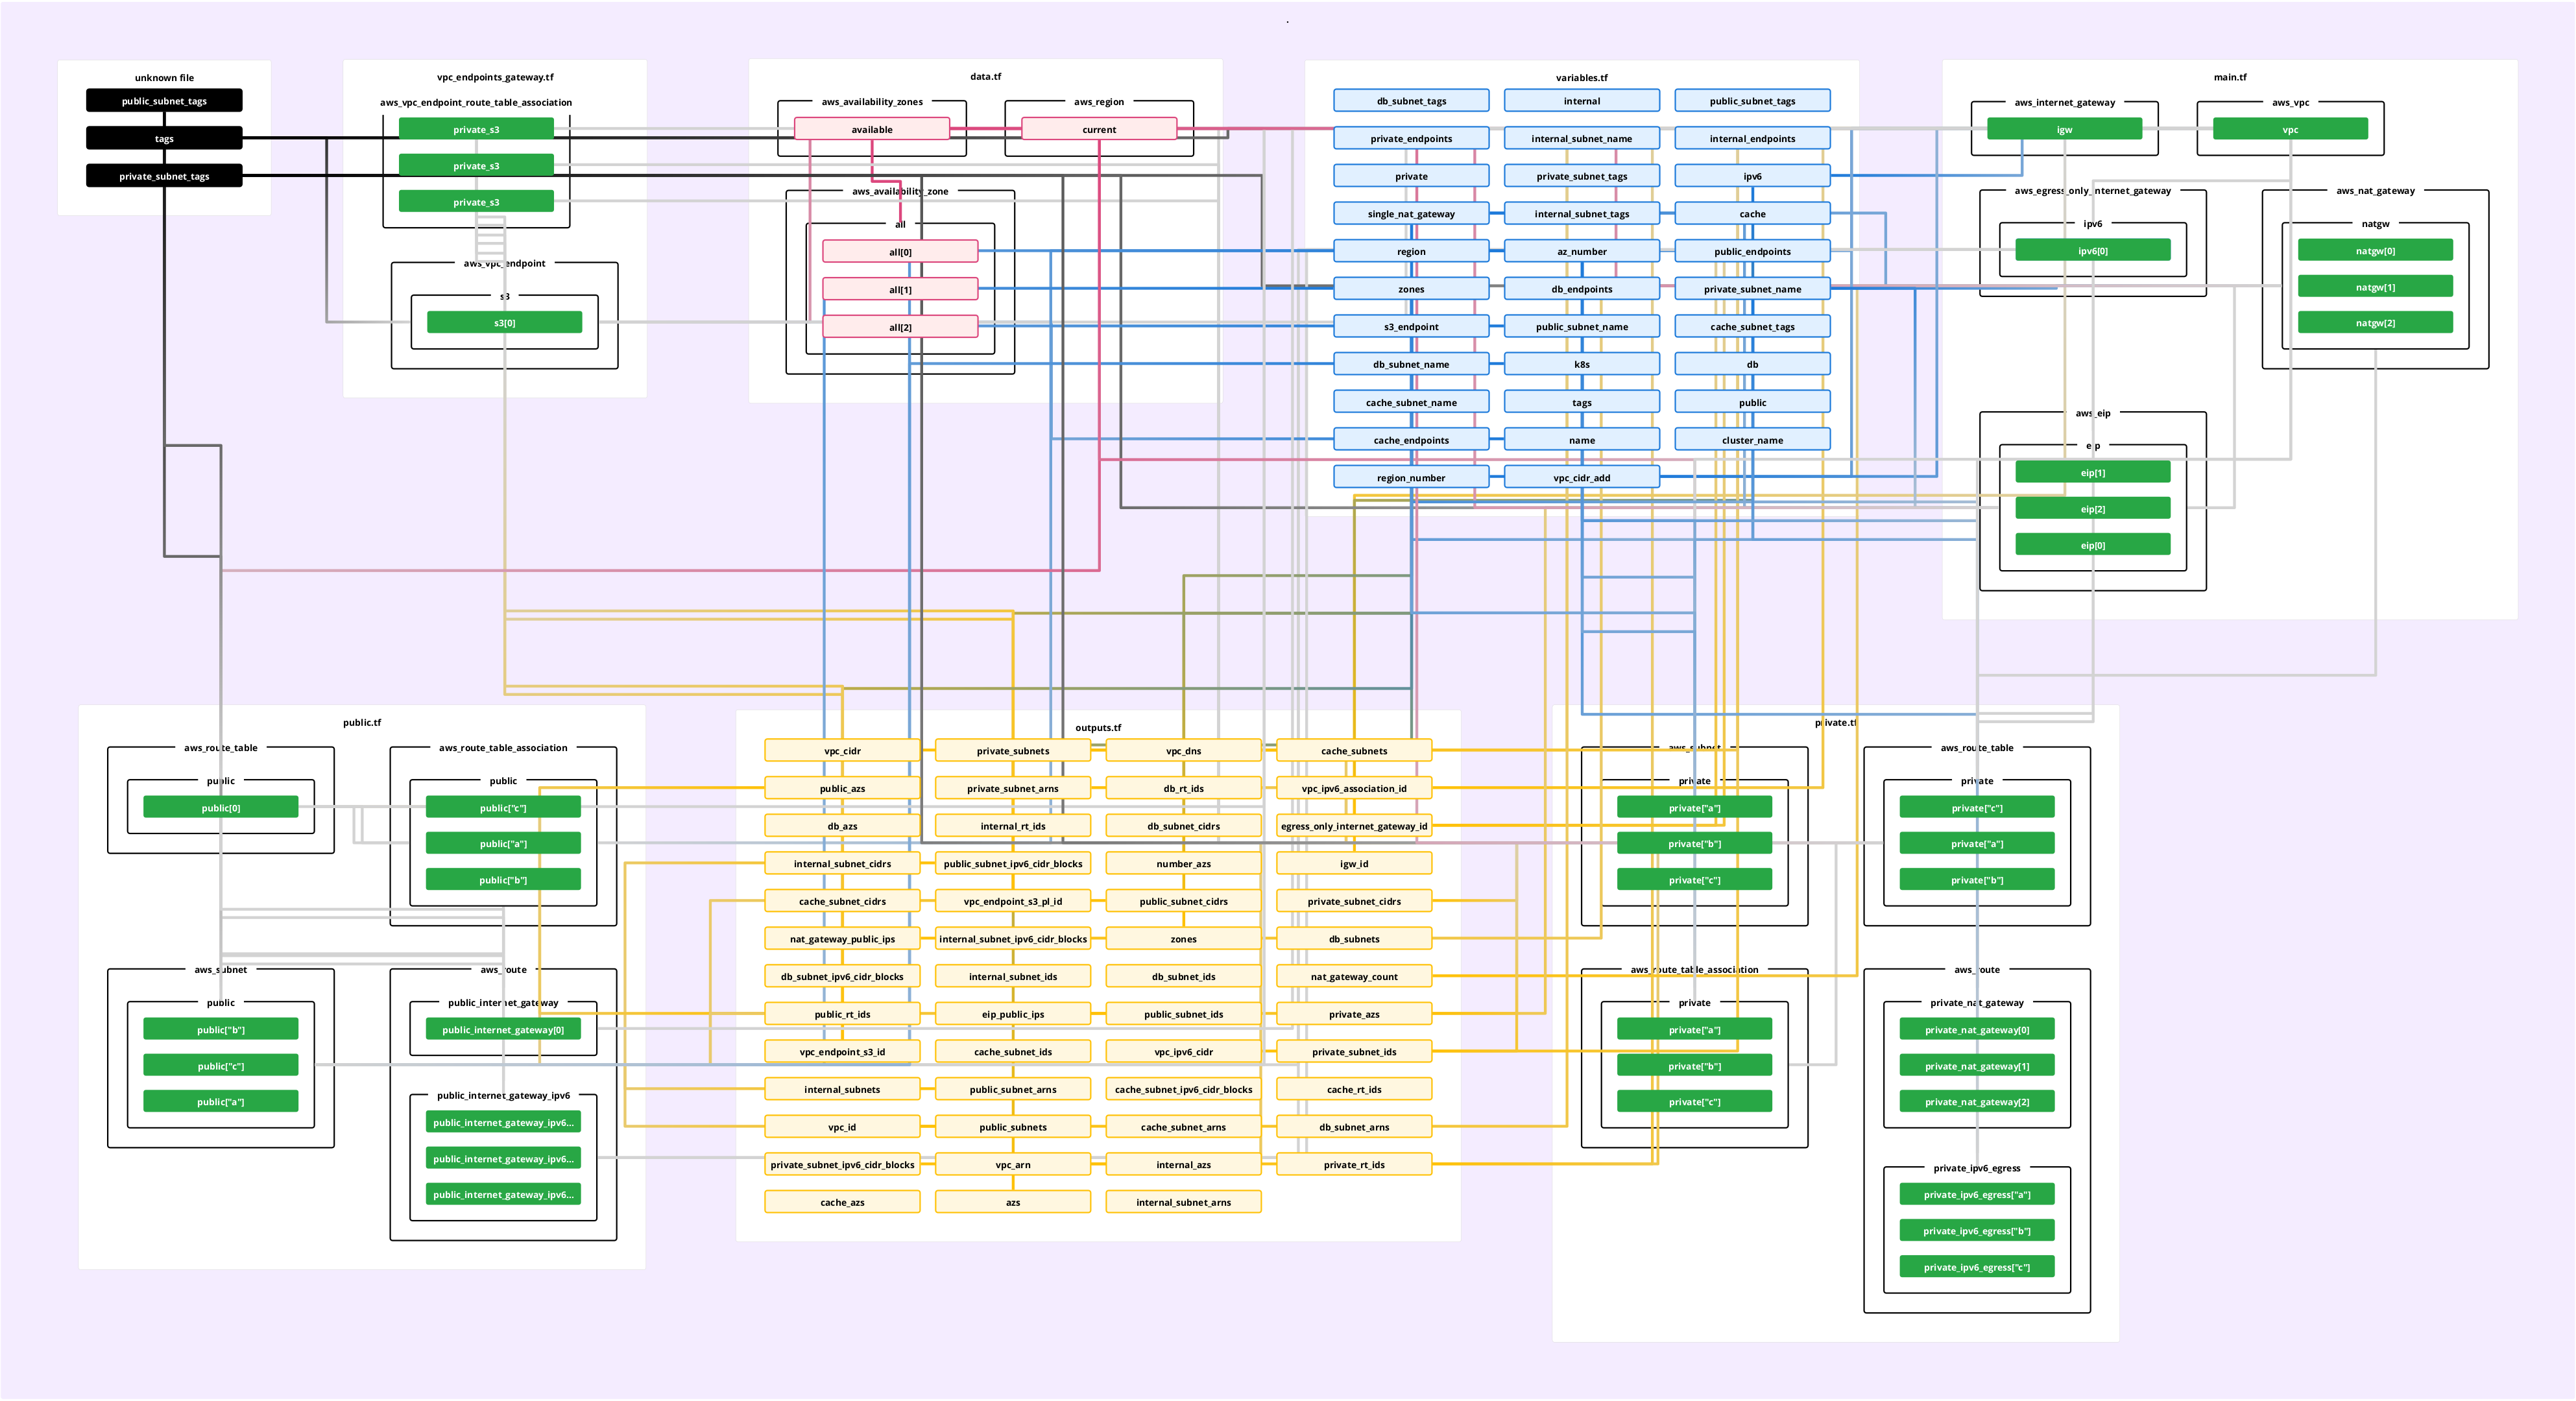 .
unknown file
public_subnet_tags
tags
private_subnet_tags
vpc_endpoints_gateway.tf
aws_vpc_endpoint_route_table_association
private_s3
private_s3
private_s3
aws_vpc_endpoint
s3
s3[0]
data.tf
aws_availability_zones
available
aws_region
current
aws_availability_zone
all
all[0]
all[1]
all[2]
variables.tf
db_subnet_tags
internal
public_subnet_tags
private_endpoints
internal_subnet_name
internal_endpoints
private
private_subnet_tags
ipv6
single_nat_gateway
internal_subnet_tags
cache
region
az_number
public_endpoints
zones
db_endpoints
private_subnet_name
s3_endpoint
public_subnet_name
cache_subnet_tags
db_subnet_name
k8s
db
cache_subnet_name
tags
public
cache_endpoints
name
cluster_name
region_number
vpc_cidr_add
main.tf
aws_internet_gateway
igw
aws_vpc
vpc
aws_egress_only_internet_gateway
ipv6
ipv6[0]
aws_nat_gateway
natgw
natgw[0]
natgw[1]
natgw[2]
aws_eip
eip
eip[1]
eip[2]
eip[0]
public.tf
aws_route_table
public
public[0]
aws_route_table_association
public
public["c"]
public["a"]
public["b"]
aws_subnet
public
public["b"]
public["c"]
public["a"]
aws_route
public_internet_gateway
public_internet_gateway[0]
public_internet_gateway_ipv6
public_internet_gateway_ipv6...
public_internet_gateway_ipv6...
public_internet_gateway_ipv6...
outputs.tf
vpc_cidr
private_subnets
vpc_dns
cache_subnets
public_azs
private_subnet_arns
db_rt_ids
vpc_ipv6_association_id
db_azs
internal_rt_ids
db_subnet_cidrs
egress_only_internet_gateway_id
internal_subnet_cidrs
public_subnet_ipv6_cidr_blocks
number_azs
igw_id
cache_subnet_cidrs
vpc_endpoint_s3_pl_id
public_subnet_cidrs
private_subnet_cidrs
nat_gateway_public_ips
internal_subnet_ipv6_cidr_blocks
zones
db_subnets
db_subnet_ipv6_cidr_blocks
internal_subnet_ids
db_subnet_ids
nat_gateway_count
public_rt_ids
eip_public_ips
public_subnet_ids
private_azs
vpc_endpoint_s3_id
cache_subnet_ids
vpc_ipv6_cidr
private_subnet_ids
internal_subnets
public_subnet_arns
cache_subnet_ipv6_cidr_blocks
cache_rt_ids
vpc_id
public_subnets
cache_subnet_arns
db_subnet_arns
private_subnet_ipv6_cidr_blocks
vpc_arn
internal_azs
private_rt_ids
cache_azs
azs
internal_subnet_arns
private.tf
aws_subnet
private
private["a"]
private["b"]
private["c"]
aws_route_table
private
private["c"]
private["a"]
private["b"]
aws_route_table_association
private
private["a"]
private["b"]
private["c"]
aws_route
private_nat_gateway
private_nat_gateway[0]
private_nat_gateway[1]
private_nat_gateway[2]
private_ipv6_egress
private_ipv6_egress["a"]
private_ipv6_egress["b"]
private_ipv6_egress["c"]